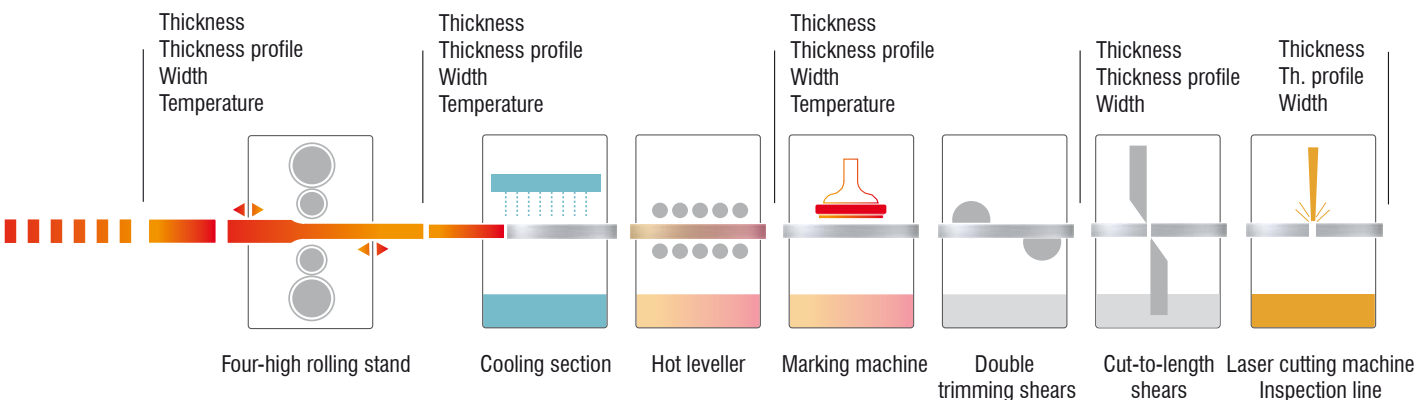 Thickness
Thickness profile
Width
Temperature
Thickness
Thickness profile
Width
Temperature
Thickness
Thickness profile
Width
Temperature
Thickness
Thickness profile
Width
Thickness
Th. profile
Width
Four-high rolling stand
Cooling section
Hot leveller
Marking machine
Double
trimming shears
Cut-to-length
shears
Laser cutting machine
Inspection line